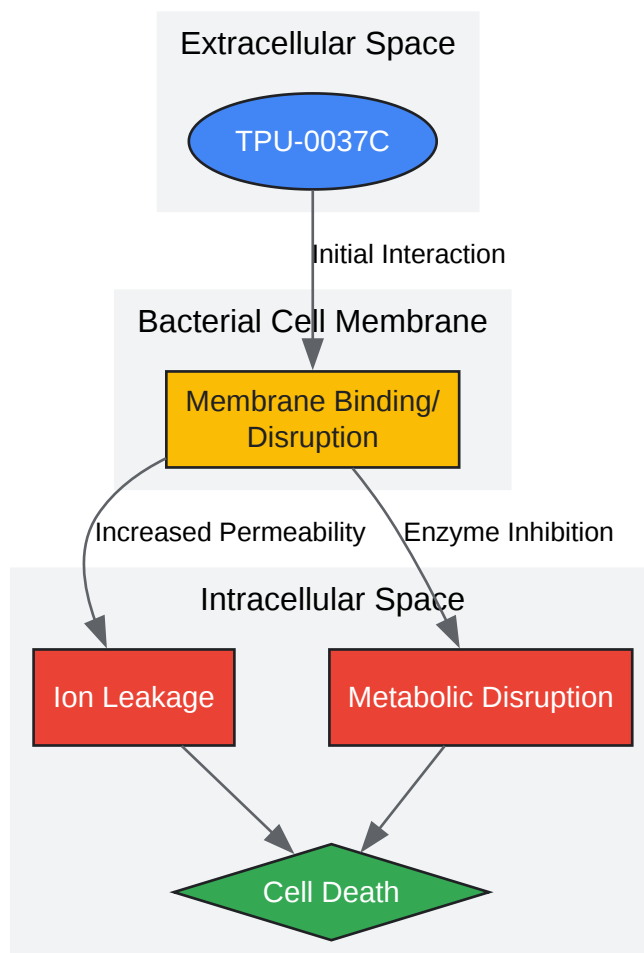 Extracellular Space
TPU-0037C
Initial Interaction
Bacterial Cell Membrane
Membrane Binding/
Disruption
Increased Permeability
Enzyme Inhibition
Intracellular Space
Ion Leakage
Metabolic Disruption
Cell Death